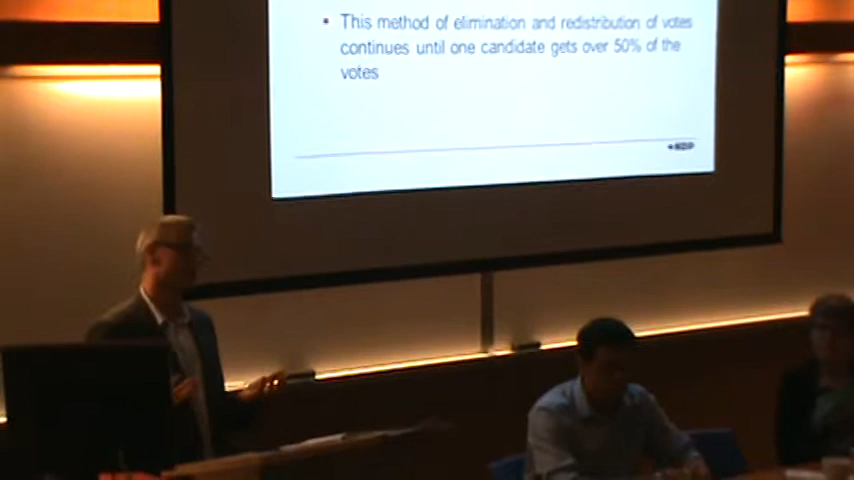 • This method of elimination and redistribution of votes
continues until one candidate gets over 50% of the
votes